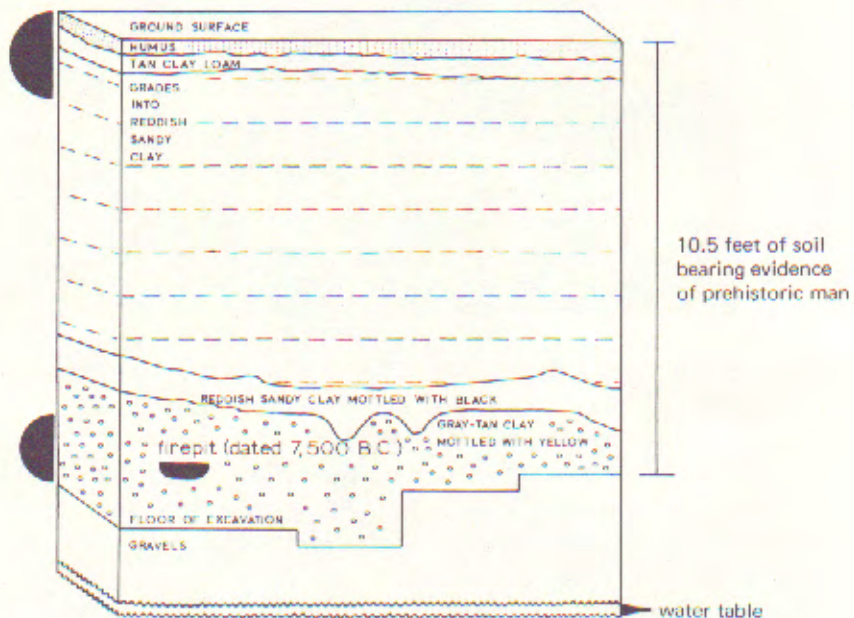 GROUND SURFACE
HUMUS
TAN CLAY LOAM
GRADES
INTO
REDDISH
SANDY
CLAY
10.5 feet of soil
bearing evidence
of prehistoric man
REDDISH SANDY CLAY MOTTLED WITH BLACK
GRAY-TAN CLAY
MOTTLED WITH YELLOW
firepit (dated 7,500 B.C.)
FLOOR OF EXCAVATION
GRAVELS
water table